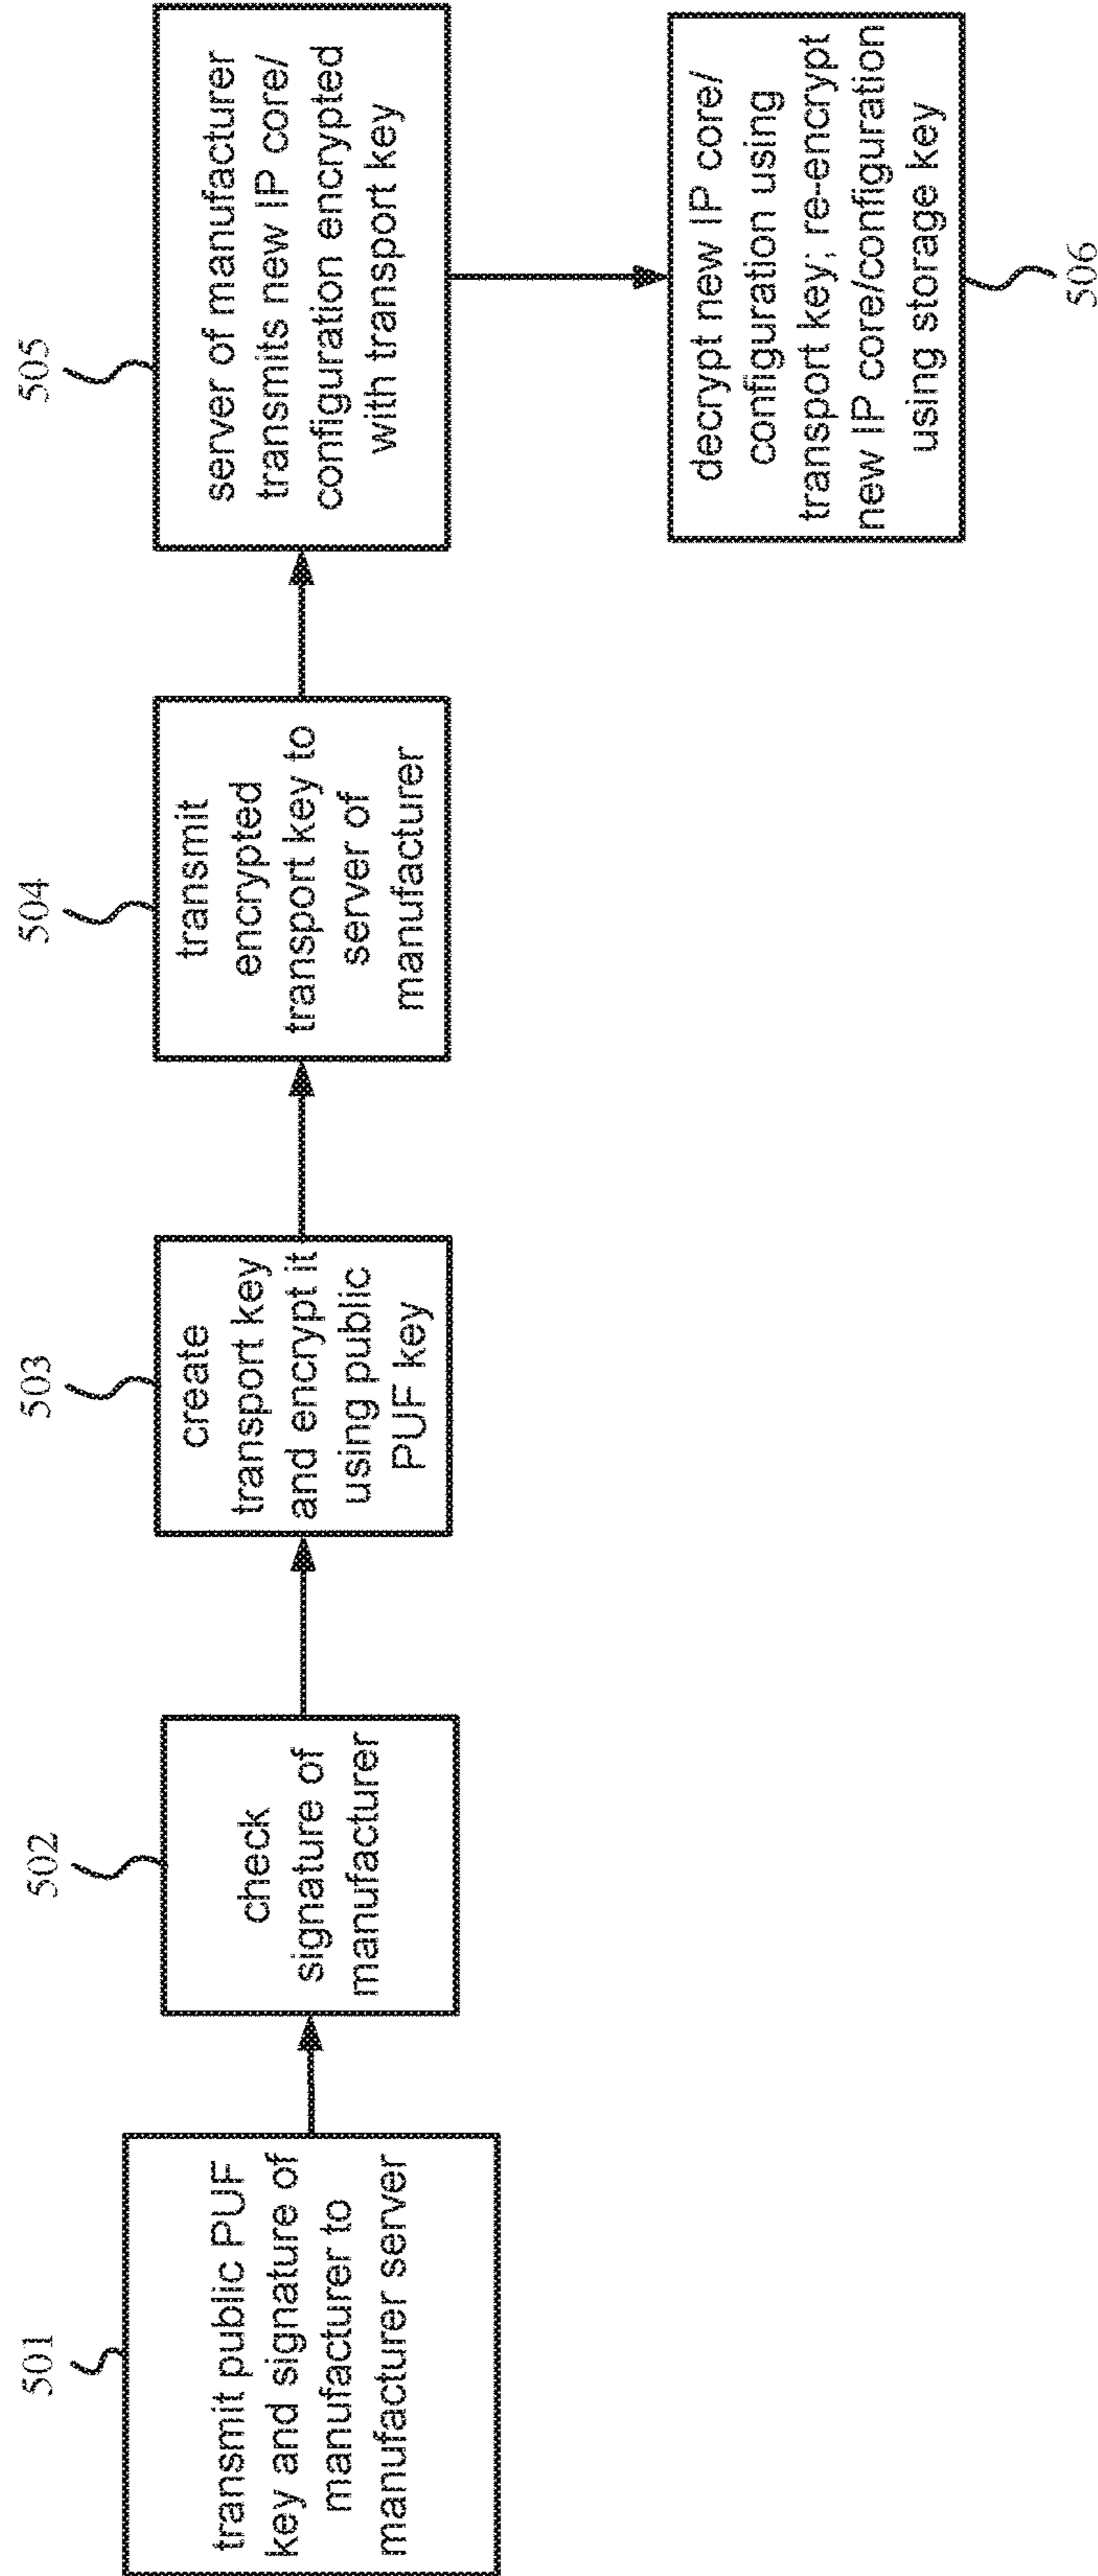 501
transmit public PUF
key and signature of
manufacturer to
manufacturer server
502
check
signature of
manufacturer
503
create
transport key
and encrypt it
using public
PUF key
504
transmit
encrypted
transport key to
server of
manufacturer
505
server of manufacturer
transmits new IP core/
configuration encrypted
with transport key
decrypt new IP core/
configuration using
transport key; re-encrypt
new IP core/configuration
using storage key
506